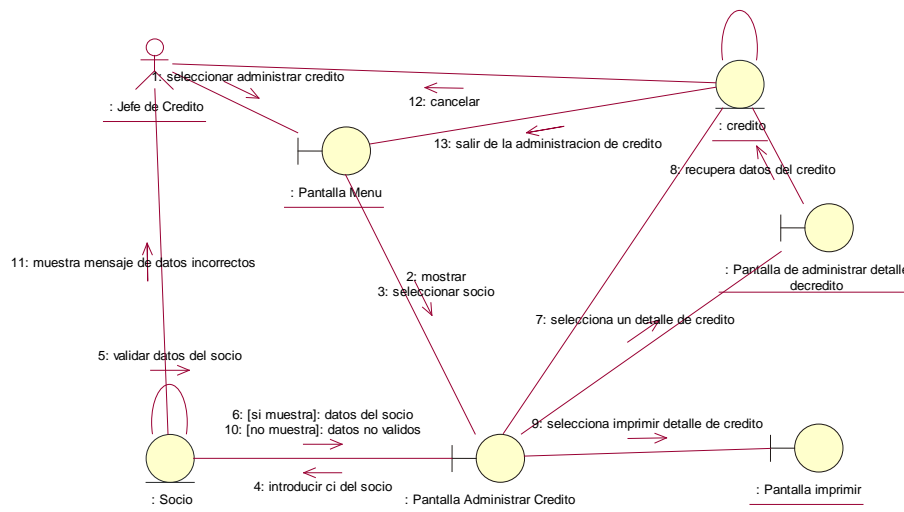 1: seleccionar administrar credito
: Jefe de Credito
12: cancelar
: credito
13: salir de la administracion de credito
8: recupera datos del credito
: Pantalla Menu
11: muestra mensaje de datos incorrectos
2: mostrar
3: seleccionar socio
: Pantalla de administrar detalle
decredito
7: selecciona un detalle de credito
5: validar datos del socio
6: [si muestra]: datos del socio
10: [no muestra]: datos no validos
9: selecciona imprimir detalle de credito
4: introducir ci del socio
: Socio
: Pantalla Administrar Credito
: Pantalla imprimir